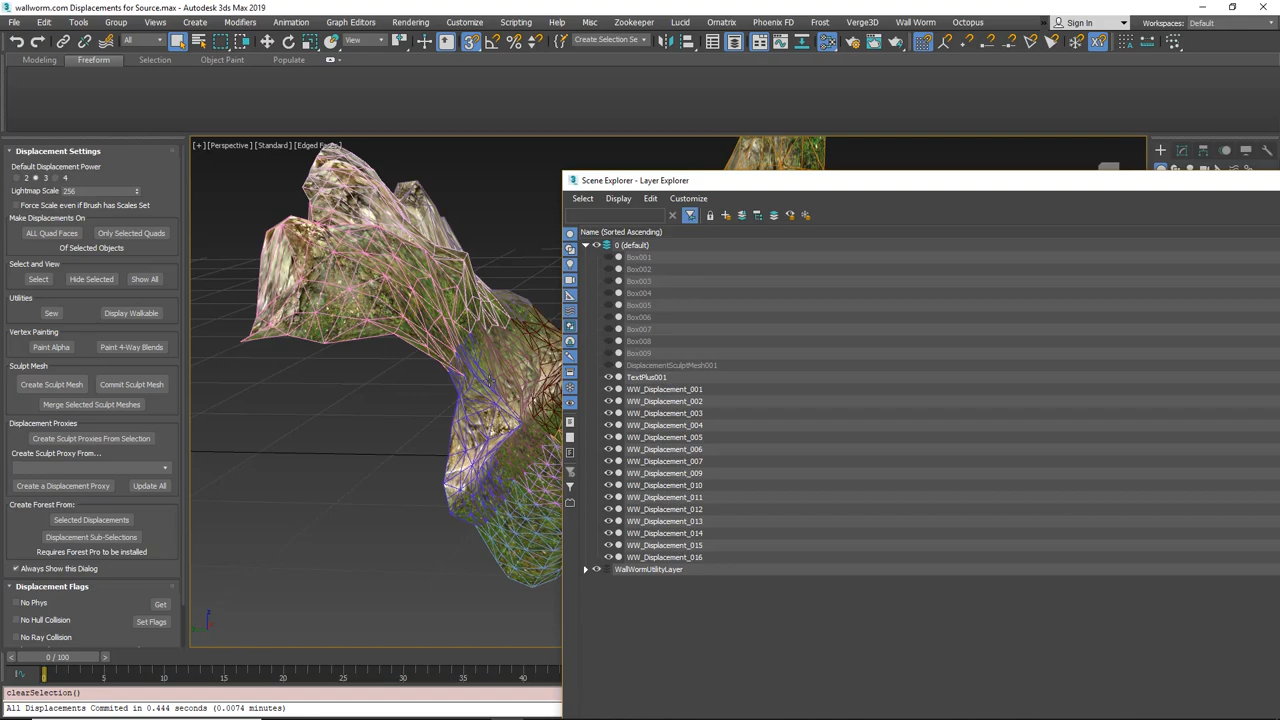 wallworm.com Displacements for Source.max - Autodesk 3ds Max 2019
File Edit Tools Group Views Create Modifiers Animation Graph Editors Rendering Customize Scripting Misc Zookeeper Lucid Ornatrix Phoenix FD Frost Verge3D Wall Worm Octopus Sign In Workspaces: Default
All View Create Selection Se
Modeling Freeform Selection Object Paint Populate
[+] [Perspective] [Standard] [Edged Faces]
Displacement Settings
Default Displacement Power
2 3 4
Lightmap Scale 256
Force Scale even if Brush has Scales Set
Make Displacements On
ALL Quad Faces Only Selected Quads
Of Selected Objects
Select and View
Select Hide Selected Show All
Utilities
Sew Display Walkable
Vertex Painting
Paint Alpha Paint 4-Way Blends
Sculpt Mesh
Create Sculpt Mesh Commit Sculpt Mesh
Merge Selected Sculpt Meshes
Displacement Proxies
Create Sculpt Proxies From Selection
Create Sculpt Proxy From...
Create a Displacement Proxy Update All
Create Forest From:
Selected Displacements
Displacement Sub-Selections
Requires Forest Pro to be installed
Always Show this Dialog
Displacement Flags
No Phys Get
No Hull Collision Set Flags
No Ray Collision
Scene Explorer - Layer Explorer
Select Display Edit Customize
Name (Sorted Ascending)
0 (default)
Box001
Box002
Box003
Box004
Box005
Box006
Box007
Box008
Box009
DisplacementSculptMesh001
TextPlus001
WW_Displacement_001
WW_Displacement_002
WW_Displacement_003
WW_Displacement_004
WW_Displacement_005
WW_Displacement_006
WW_Displacement_007
WW_Displacement_009
WW_Displacement_010
WW_Displacement_011
WW_Displacement_012
WW_Displacement_013
WW_Displacement_014
WW_Displacement_015
WW_Displacement_016
WallWormUtilityLayer
0 / 100
0 5 10 15 20 25 30 35 40
clearSelection()
All Displacements Commited in 0.444 seconds (0.0074 minutes)